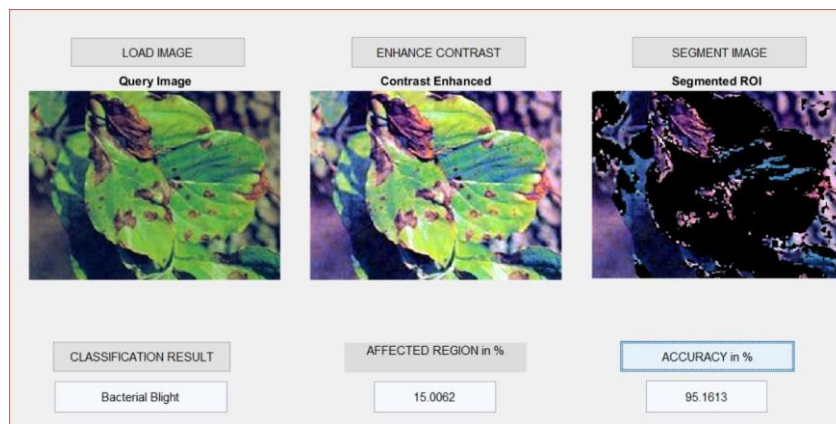 LOAD IMAGE
ENHANCE CONTRAST
SEGMENT IMAGE
Query Image
Contrast Enhanced
Segmented ROI
CLASSIFICATION RESULT
AFFECTED REGION in %
ACCURACY in %
Bacterial Blight
15.0062
95.1613